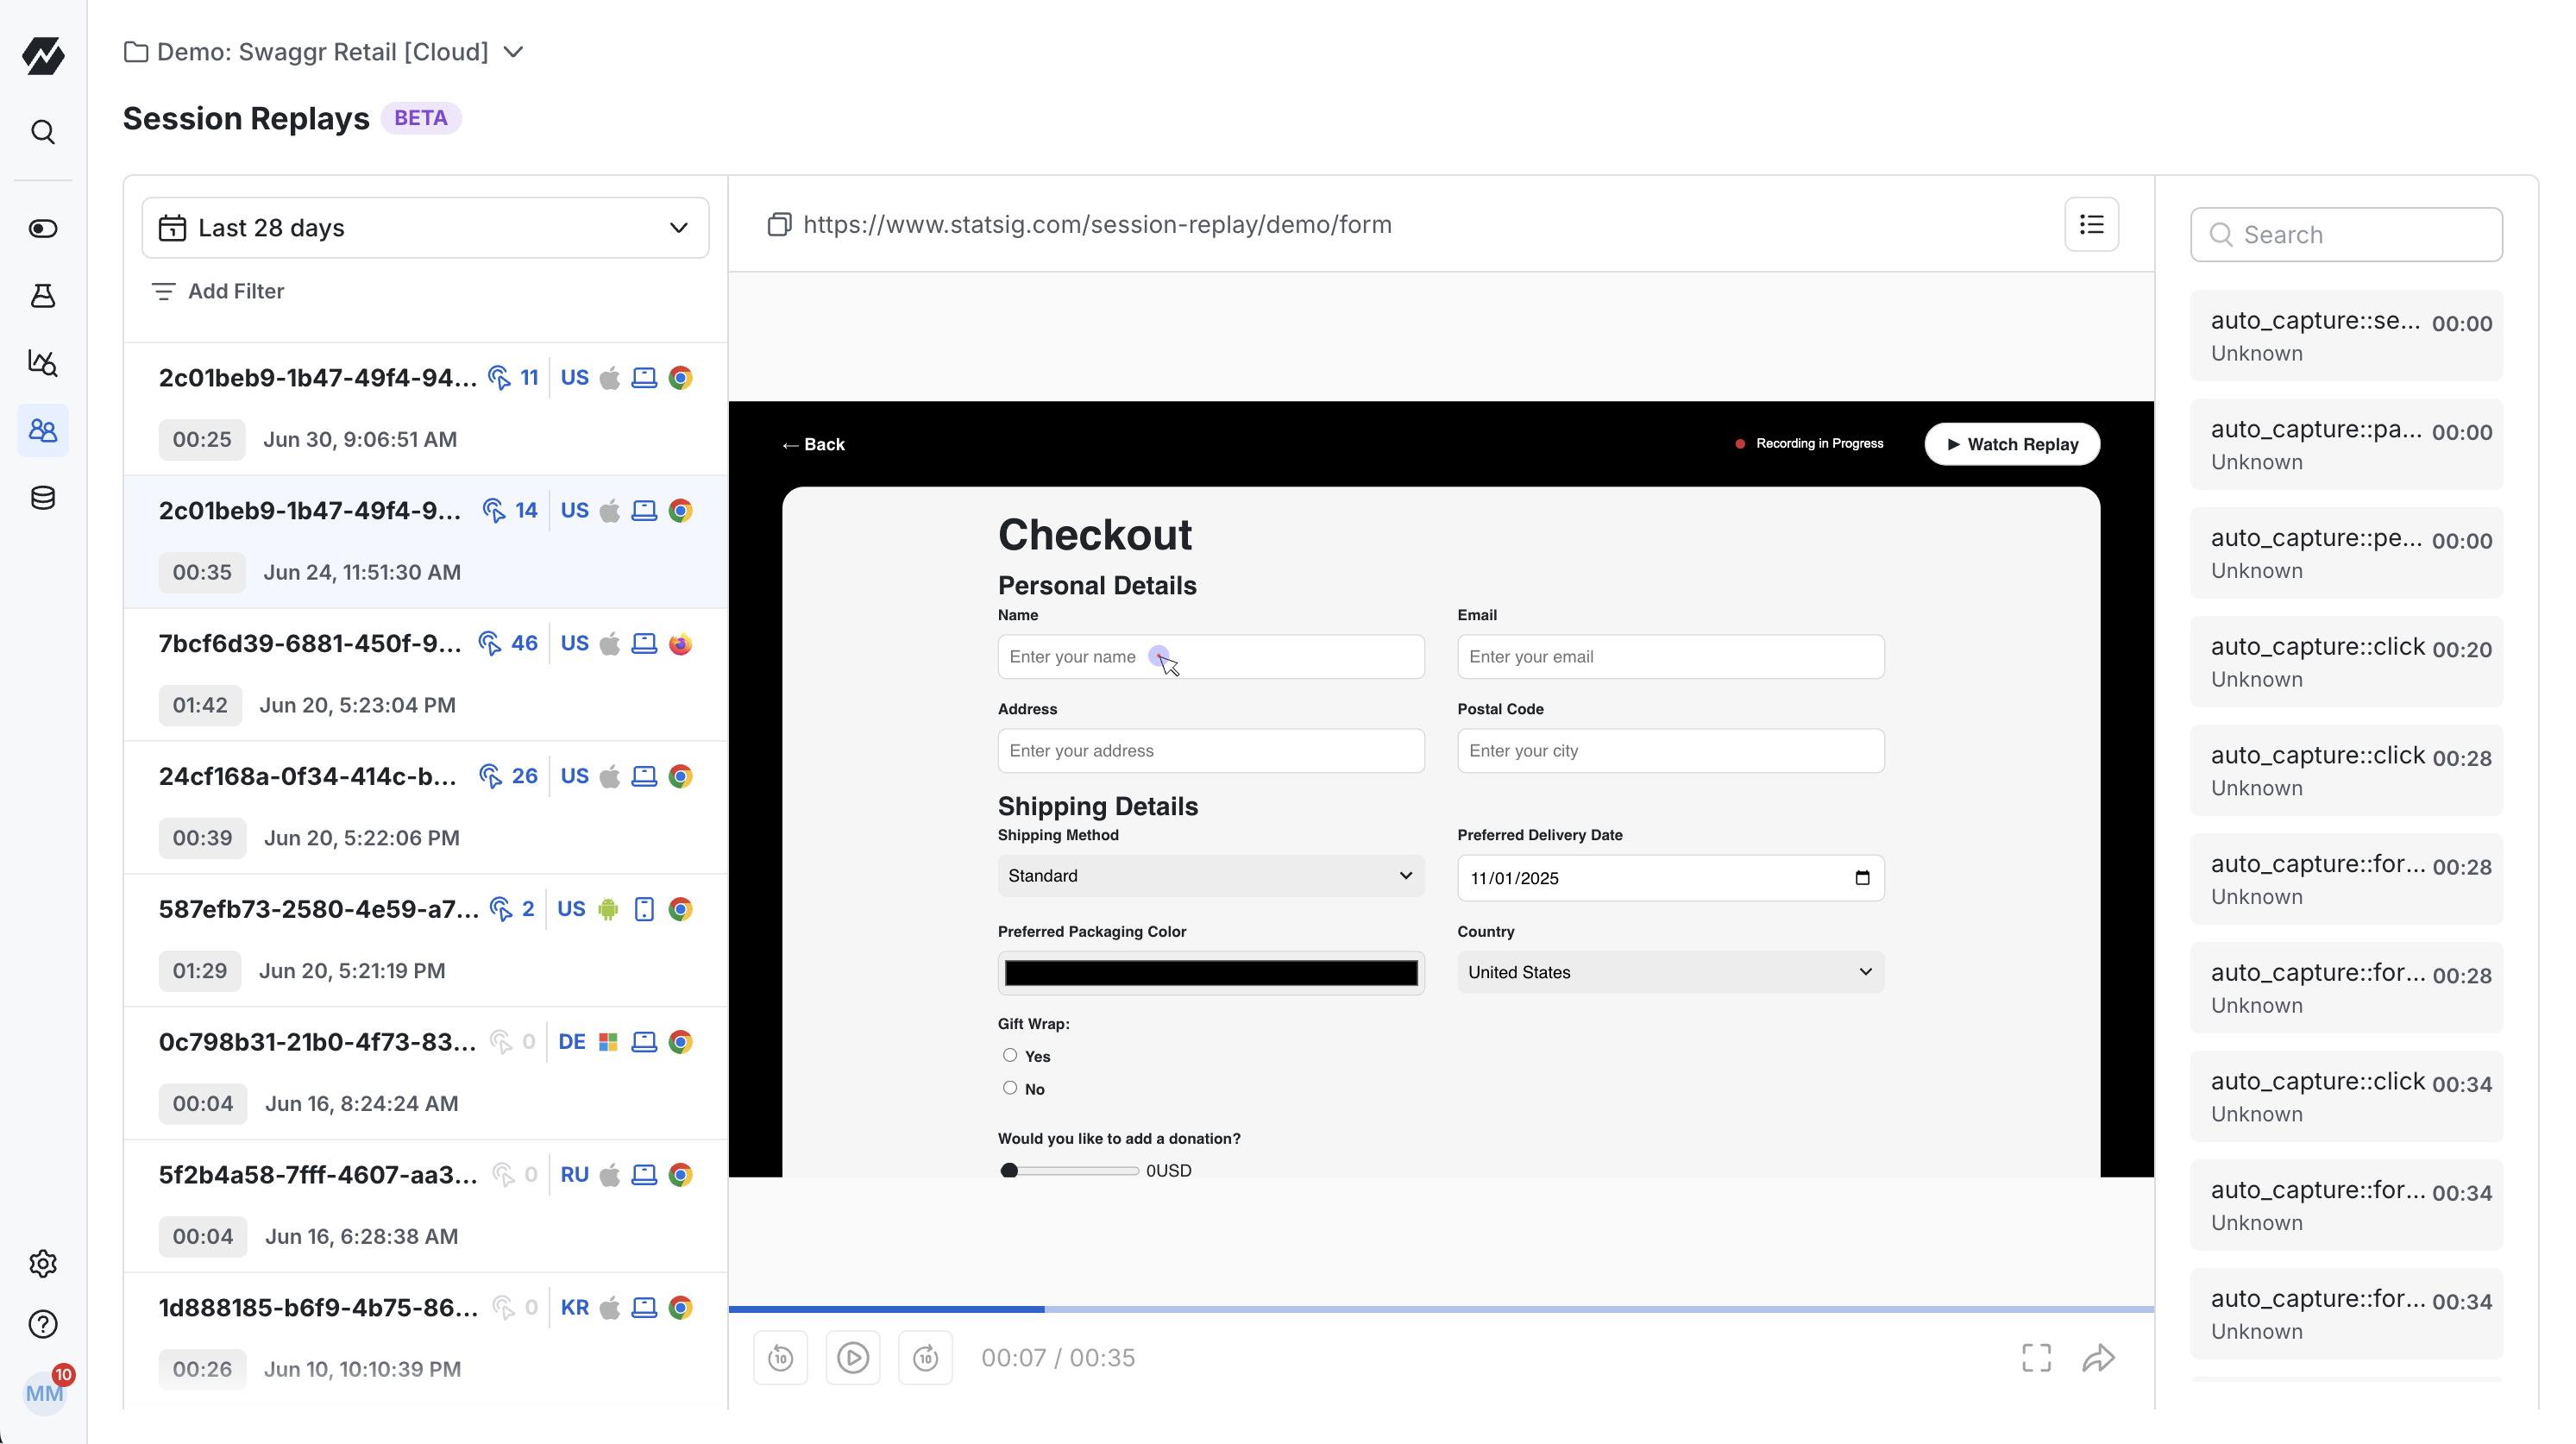 Demo: Swaggr Retail [Cloud]
Session Replays BETA
Last 28 days
Add Filter
2c01beb9-1b47-49f4-94... 11 US
00:25 Jun 30, 9:06:51 AM
2c01beb9-1b47-49f4-9... 14 US
00:35 Jun 24, 11:51:30 AM
7bcf6d39-6881-450f-9... 46 US
01:42 Jun 20, 5:23:04 PM
24cf168a-0f34-414c-b... 26 US
00:39 Jun 20, 5:22:06 PM
587efb73-2580-4e59-a7... 2 US
01:29 Jun 20, 5:21:19 PM
0c798b31-21b0-4f73-83... 0 DE
00:04 Jun 16, 8:24:24 AM
5f2b4a58-7fff-4607-aa3... 0 RU
00:04 Jun 16, 6:28:38 AM
1d888185-b6f9-4b75-86... 0 KR
00:26 Jun 10, 10:10:39 PM
10
MM
https://www.statsig.com/session-replay/demo/form
← Back
Recording in Progress
▶ Watch Replay
Checkout
Personal Details
Name Email
Enter your name Enter your email
Address Postal Code
Enter your address Enter your city
Shipping Details
Shipping Method Preferred Delivery Date
Standard 11/01/2025
Preferred Packaging Color Country
United States
Gift Wrap:
Yes
No
Would you like to add a donation?
0USD
10 10 00:07 / 00:35
Search
auto_capture::se... 00:00
Unknown
auto_capture::pa... 00:00
Unknown
auto_capture::pe... 00:00
Unknown
auto_capture::click 00:20
Unknown
auto_capture::click 00:28
Unknown
auto_capture::for... 00:28
Unknown
auto_capture::for... 00:28
Unknown
auto_capture::click 00:34
Unknown
auto_capture::for... 00:34
Unknown
auto_capture::for... 00:34
Unknown